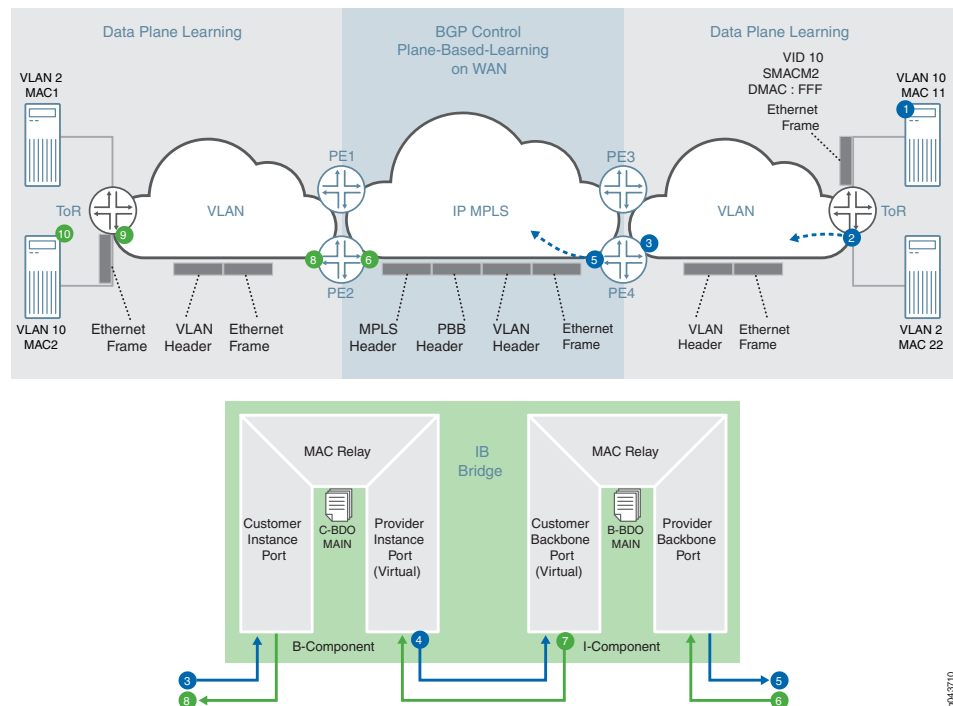 Data Plane Learning
BGP Control
Plane-Based-Learning
on WAN
Data Plane Learning
VLAN 2
MAC1
VID 10
SMACM2
DMAC : FFF
Ethernet
Frame
VLAN 10
MAC 11
1
PE1
PE3
ToR
VLAN
IP MPLS
VLAN
ToR
10
9
8
6
5
3
2
PE2
PE4
VLAN 10
MAC2
Ethernet
Frame
VLAN
Header
Ethernet
Frame
MPLS
Header
PBB
Header
VLAN
Header
Ethernet
Frame
VLAN
Header
Ethernet
Frame
VLAN 2
MAC 22
MAC Relay
IB
Bridge
MAC Relay
Customer
Instance
Port
C-BDO
MAIN
Provider
Instance
Port
(Virtual)
Customer
Backbone
Port
(Virtual)
B-BDO
MAIN
Provider
Backbone
Port
B-Component
4
7
I-Component
3
5
8
6
g043710